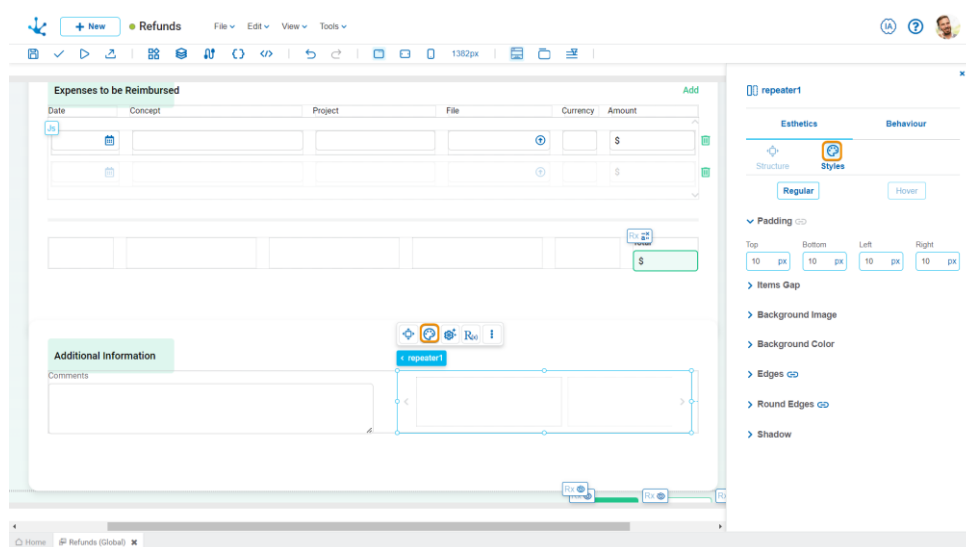 + New
Refunds
File
Edit
View
Tools
IA
?
1382px
Expenses to be Reimbursed
Add
Date
Concept
Project
File
Currency
Amount
Js
$
$
Rx
Total
$
Additional Information
Comments
R(x)
repeater1
Rx
Rx
Rx
Rx
repeater1
Esthetics
Behaviour
Structure
Styles
Regular
Hover
Padding
Top
Bottom
Left
Right
10 px
10 px
10 px
10 px
Items Gap
Background Image
Background Color
Edges
Round Edges
Shadow
Home
Refunds (Global)